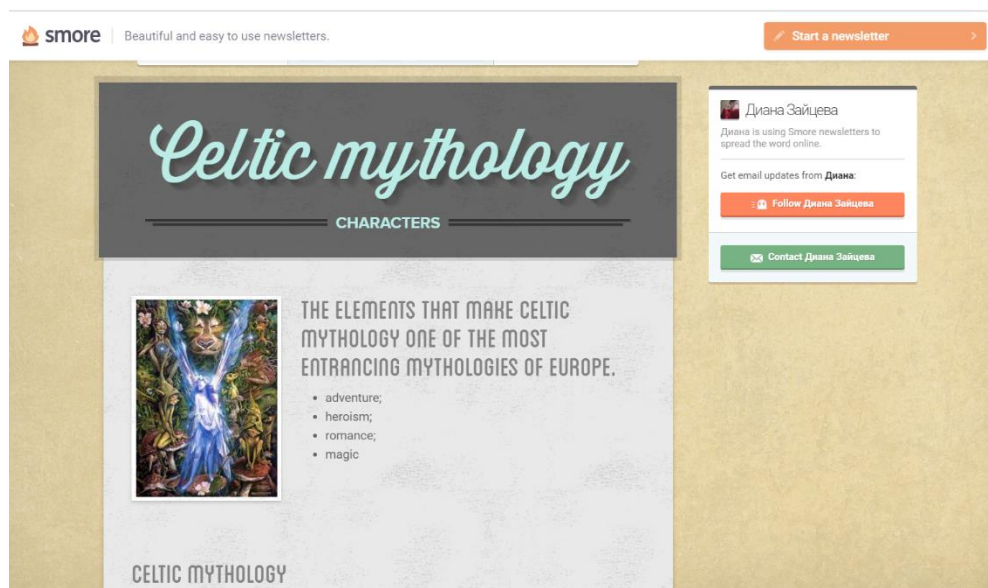 smore
Beautiful and easy to use newsletters.
Start a newsletter
Celtic mythology
CHARACTERS
THE ELEMENTS THAT MAKE CELTIC
MYTHOLOGY ONE OF THE MOST
ENTRANCING MYTHOLOGIES OF EUROPE.
• adventure;
• heroism;
• romance;
• magic
CELTIC MYTHOLOGY
Диана Зайцева
Диана is using Smore newsletters to
spread the word online.
Get email updates from Диана:
Follow Диана Зайцева
Contact Диана Зайцева